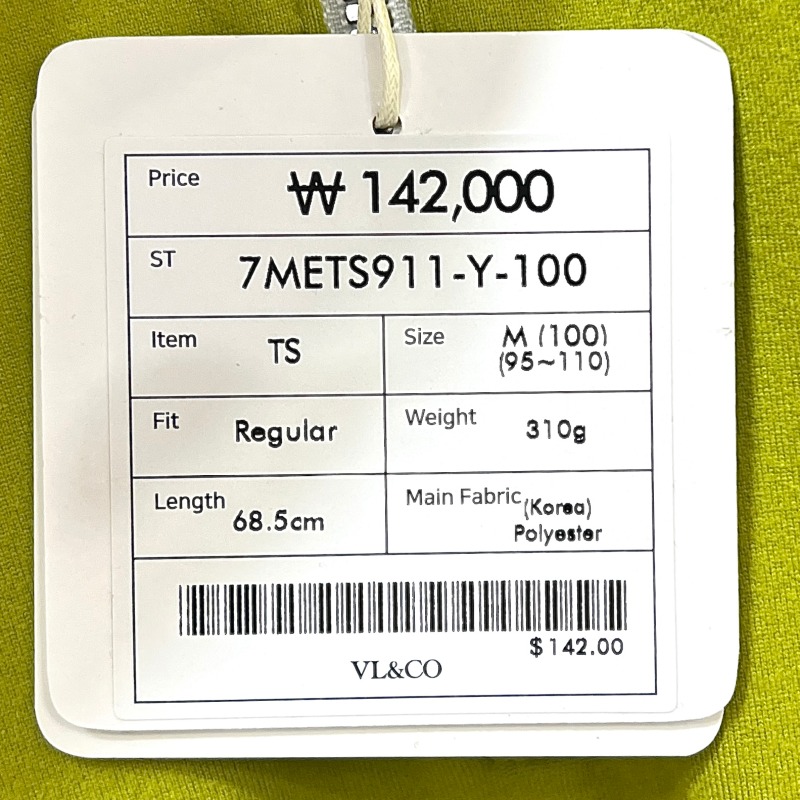 Price ₩ 142,000
ST 7METS911-Y-100
Item TS
Size M (100)
(95~110)
Fit Regular
Weight 310g
Length 68.5cm
Main Fabric (Korea)
Polyester
$142.00
VL&CO